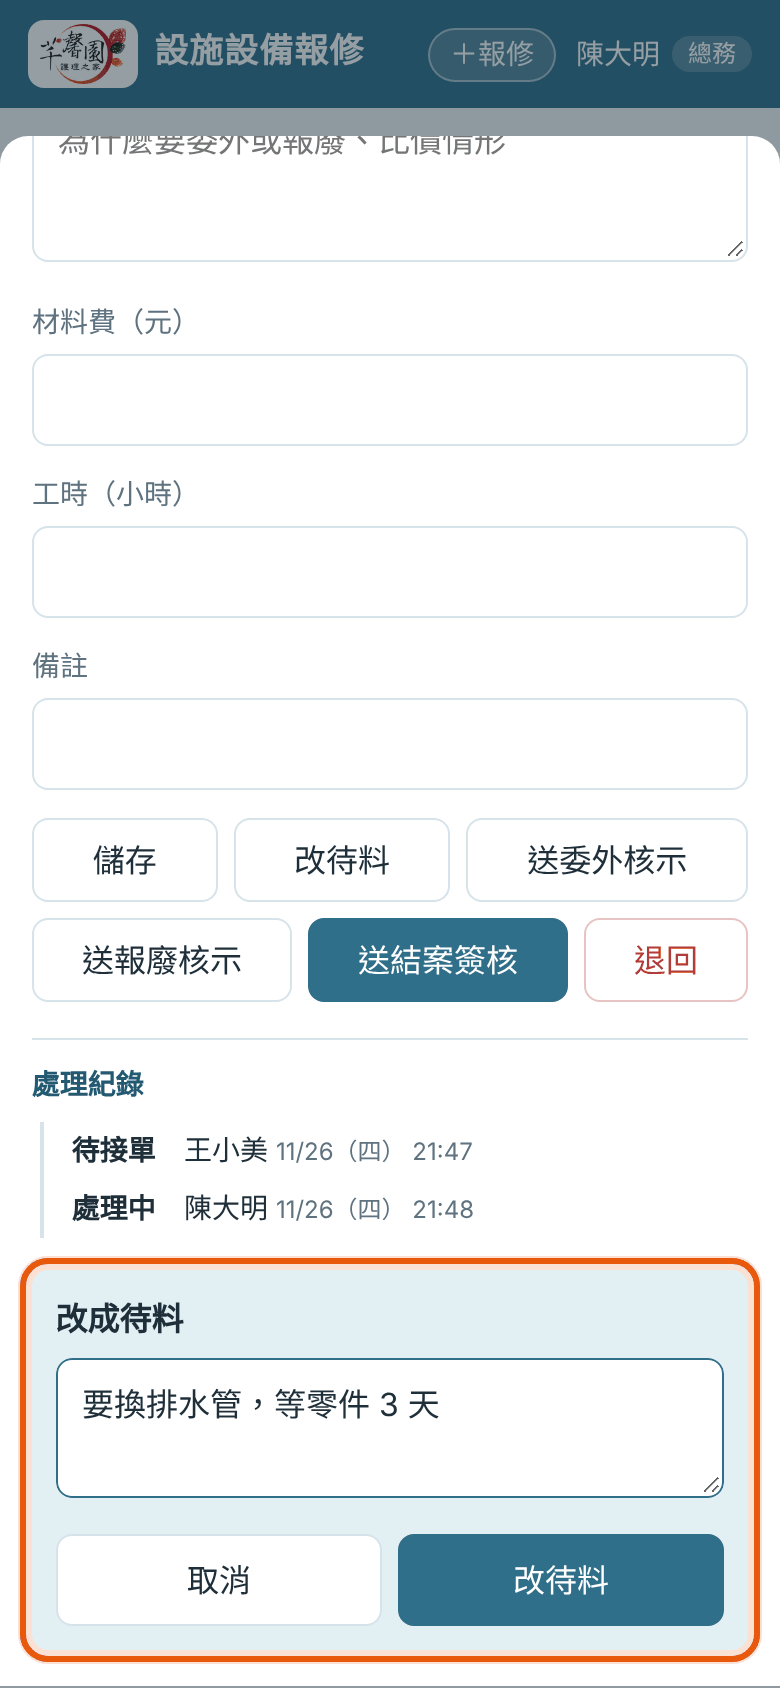 芊馨園
護理之家
設施設備報修
＋報修
陳大明
總務
為什麼要委外或報廢、比價情形
材料費（元）
工時（小時）
備註
儲存
改待料
送委外核示
送報廢核示
送結案簽核
退回
處理紀錄
待接單 王小美 11/26（四） 21:47
處理中 陳大明 11/26（四） 21:48
改成待料
要換排水管，等零件 3 天
取消
改待料